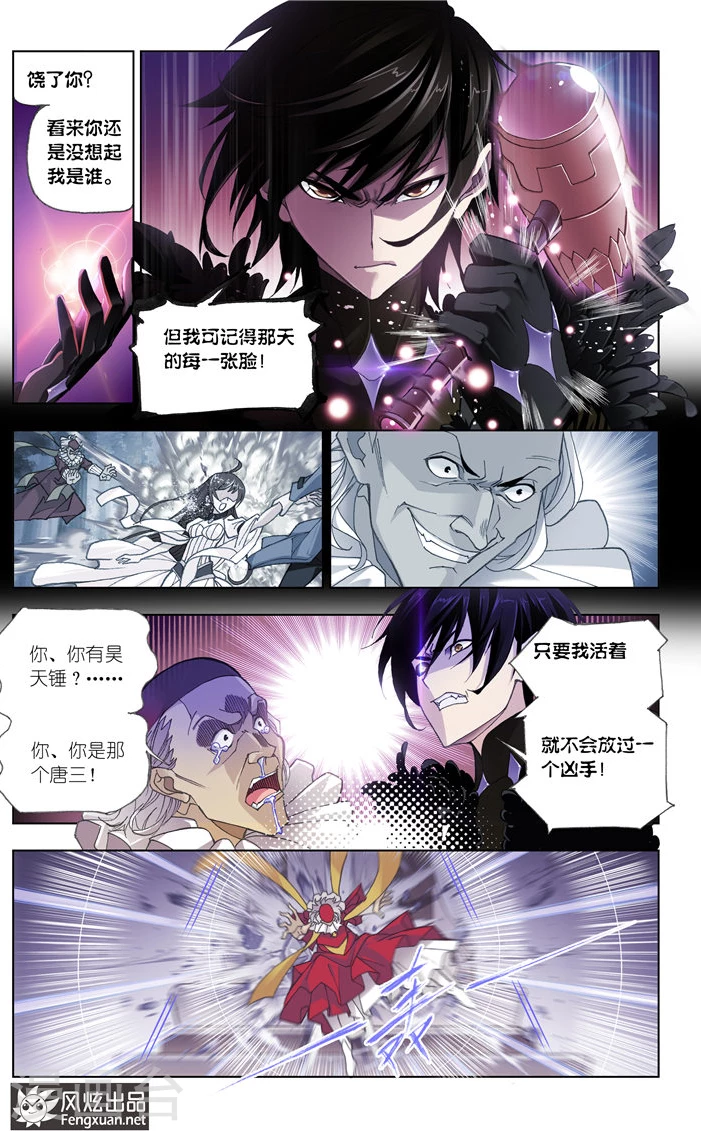 饶了你？
看来你还
是没想起
我是谁。
但我可记得那天
的每一张脸！
你、你有昊
天锤？……
你、你是那
个唐三！
只要我活着
就不会放过一
个凶手！
轰
漫画台
风炫出品
Fengxuan.net